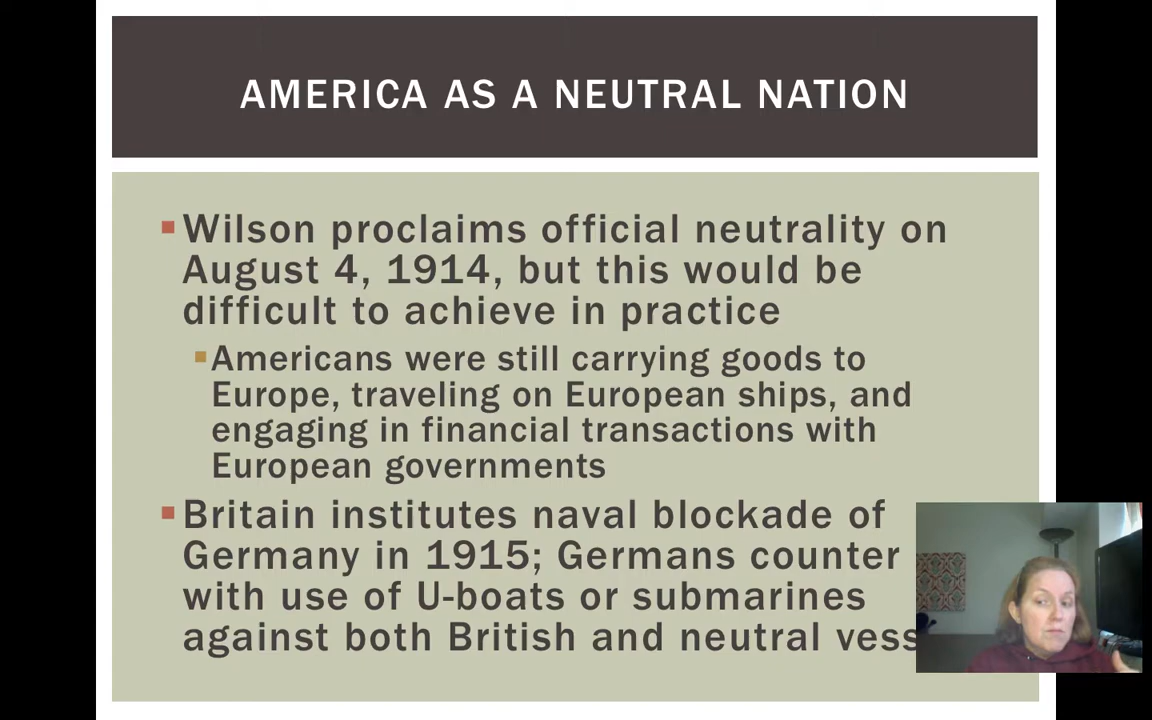 AMERICA AS A NEUTRAL NATION
Wilson proclaims official neutrality on
August 4, 1914, but this would be
difficult to achieve in practice
Americans were still carrying goods to
Europe, traveling on European ships, and
engaging in financial transactions with
European governments
Britain institutes naval blockade of
Germany in 1915; Germans counter
with use of U-boats or submarines
against both British and neutral